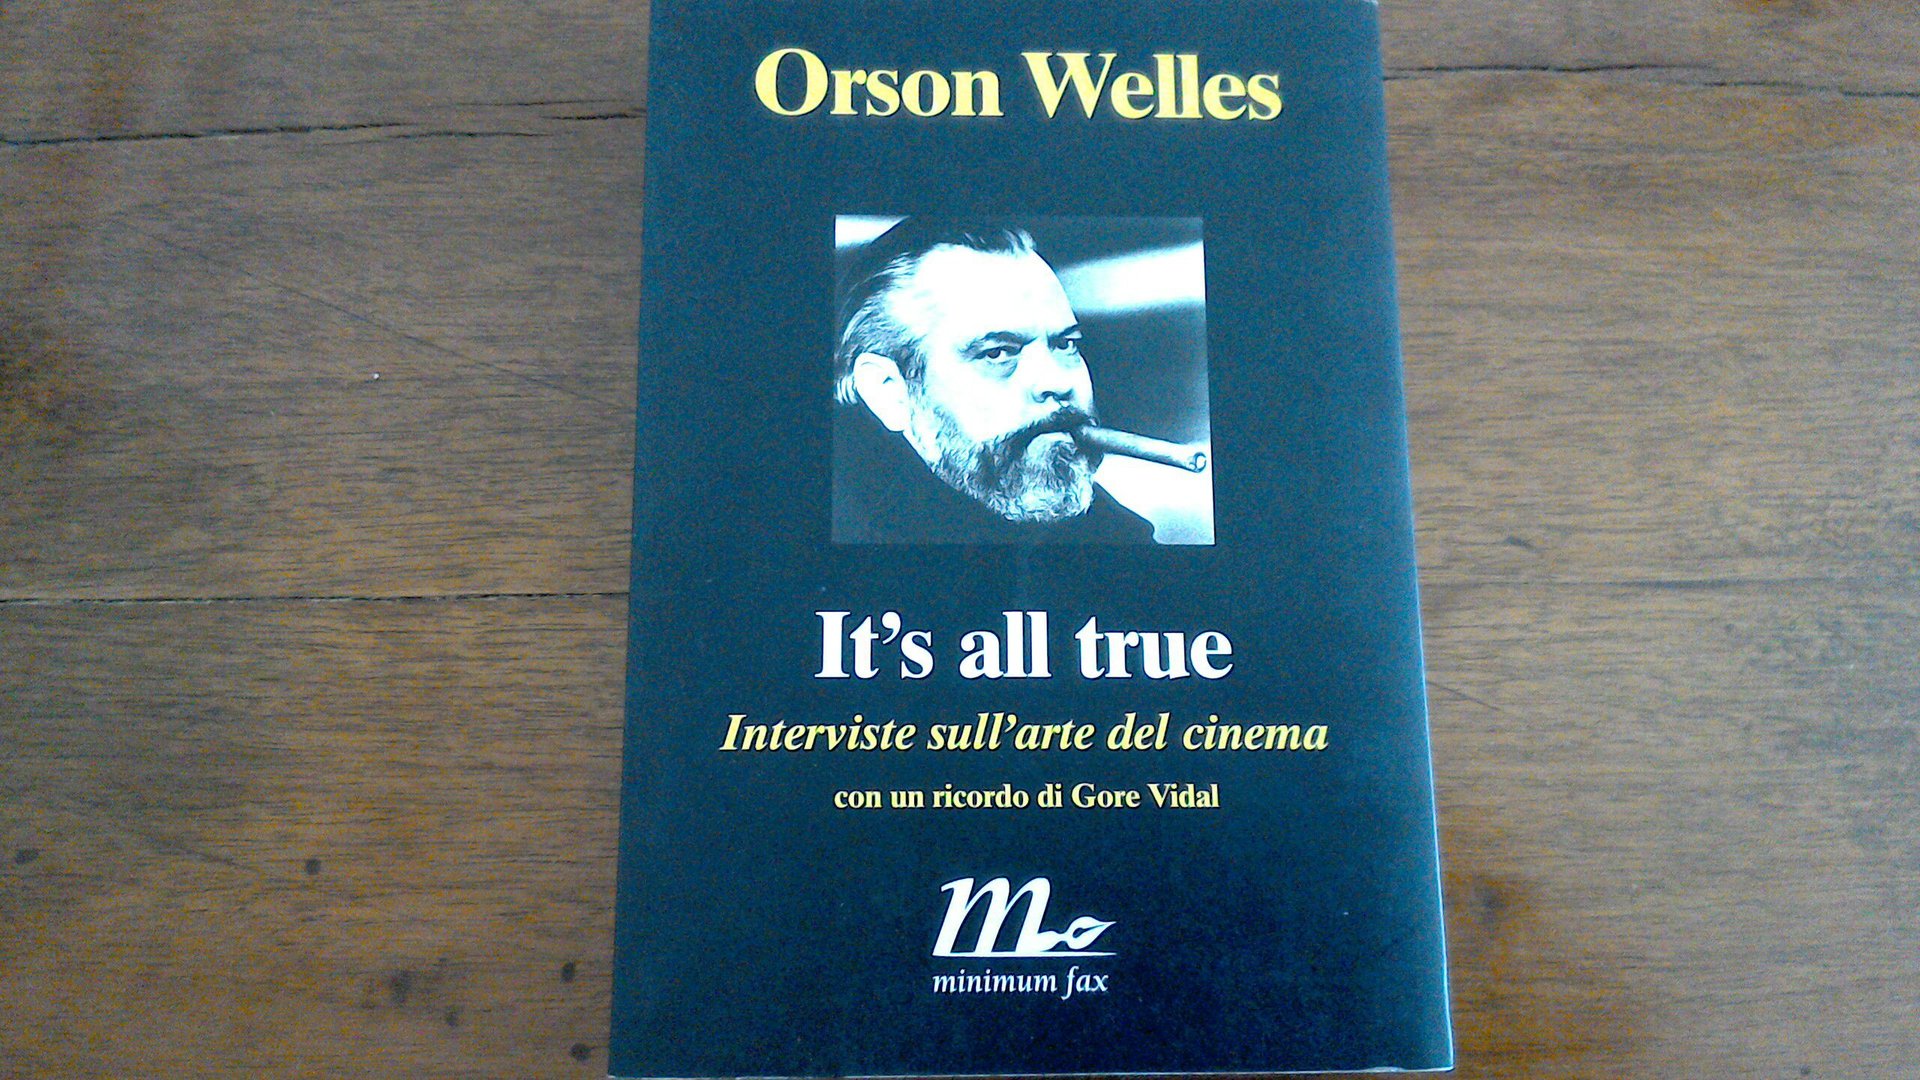 Orson Welles
It's all true
Interviste sull'arte del cinema
con un ricordo di Gore Vidal
m
minimum fax